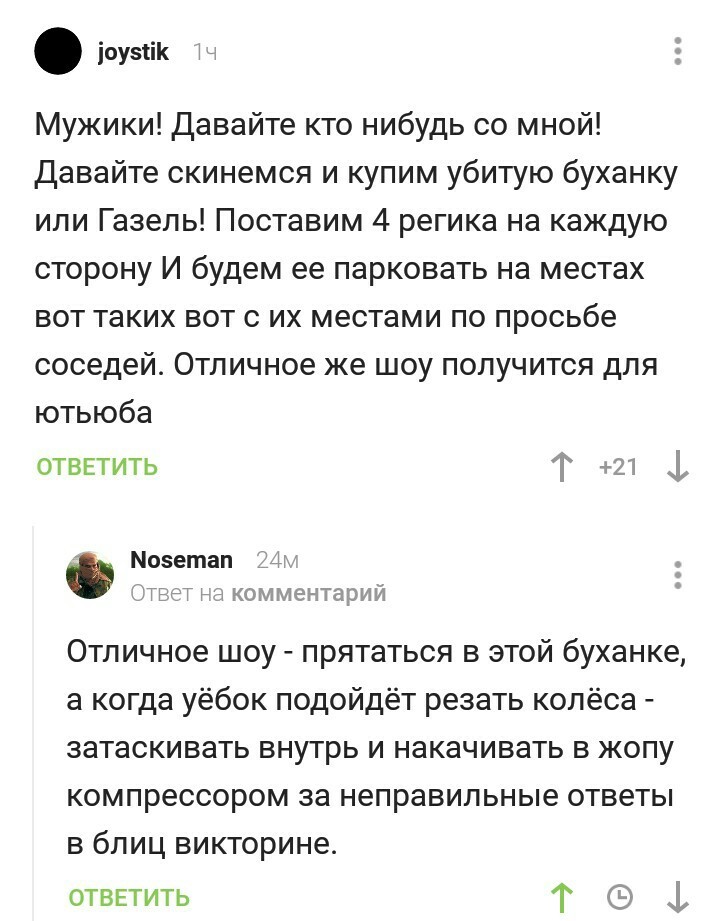 joystik 1ч
Мужики! Давайте кто нибудь со мной!
Давайте скинемся и купим убитую буханку
или Газель! Поставим 4 регика на каждую
сторону И будем ее парковать на местах
вот таких вот с их местами по просьбе
соседей. Отличное же шоу получится для
ютьюба
ОТВЕТИТЬ +21
Noseman 24м
Ответ на комментарий
Отличное шоу - прятаться в этой буханке,
а когда уёбок подойдёт резать колёса -
затаскивать внутрь и накачивать в жопу
компрессором за неправильные ответы
в блиц викторине.
ОТВЕТИТЬ